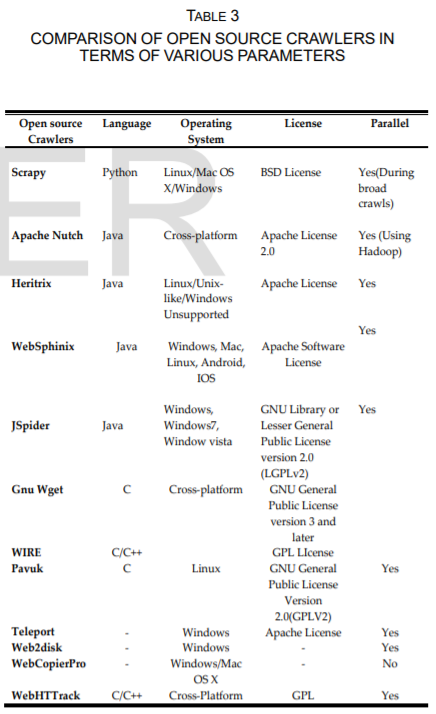 TABLE 3
COMPARISON OF OPEN SOURCE CRAWLERS IN
TERMS OF VARIOUS PARAMETERS
Open source Language Operating License Parallel
Crawlers System
Scrapy Python Linux/Mac OS BSD License Yes(During
X/Windows broad
crawls)
Apache Nutch Java Cross-platform Apache License Yes (Using
2.0 Hadoop)
Heritrix Java Linux/Unix- Apache License Yes
like/Windows
Unsupported
Yes
WebSphinix Java Windows, Mac, Apache Software
Linux, Android, License
IOS
Windows, GNU Library or Yes
JSpider Java Windows7, Lesser General
Window vista Public License
version 2.0
(LGPLv2)
Gnu Wget C Cross-platform GNU General
Public License
version 3 and
later
WIRE C/C++ GPL LIcense
Pavuk C Linux GNU General Yes
Public License
Version
2.0(GPLV2)
Teleport - Windows Apache License Yes
Web2disk - Windows - Yes
WebCopierPro - Windows/Mac - No
OS X
WebHTTrack C/C++ Cross-Platform GPL Yes
ER